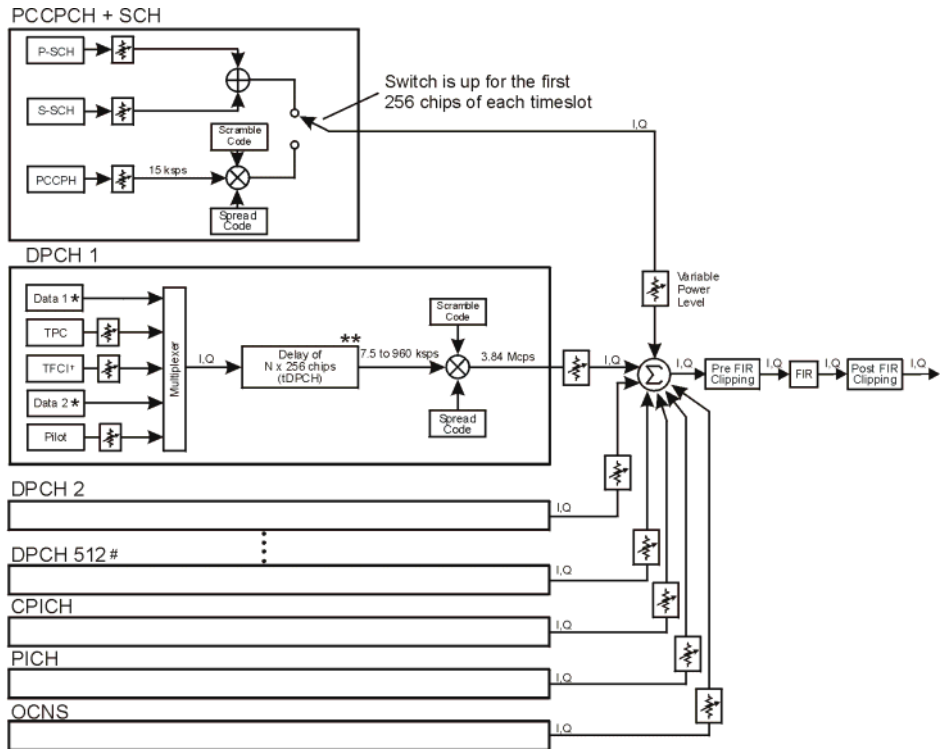 PCCPCH + SCH
P-SCH
S-SCH
Switch is up for the first
256 chips of each timeslot
I,Q
Scramble
Code
PCCPH
15 ksps
Spread
Code
DPCH 1
Data 1 *
TPC
TFCI†
Data 2 *
Pilot
Multiplexer
I,Q
Delay of
N x 256 chips
(tDPCH)
**
7.5 to 960 ksps
Scramble
Code
Spread
Code
3.84 Mcps
I,Q
Variable
Power
Level
Σ
I,Q
Pre FIR
Clipping
I,Q
FIR
I,Q
Post FIR
Clipping
I,Q
DPCH 2
I,Q
DPCH 512 #
I,Q
CPICH
I,Q
PICH
I,Q
OCNS
I,Q